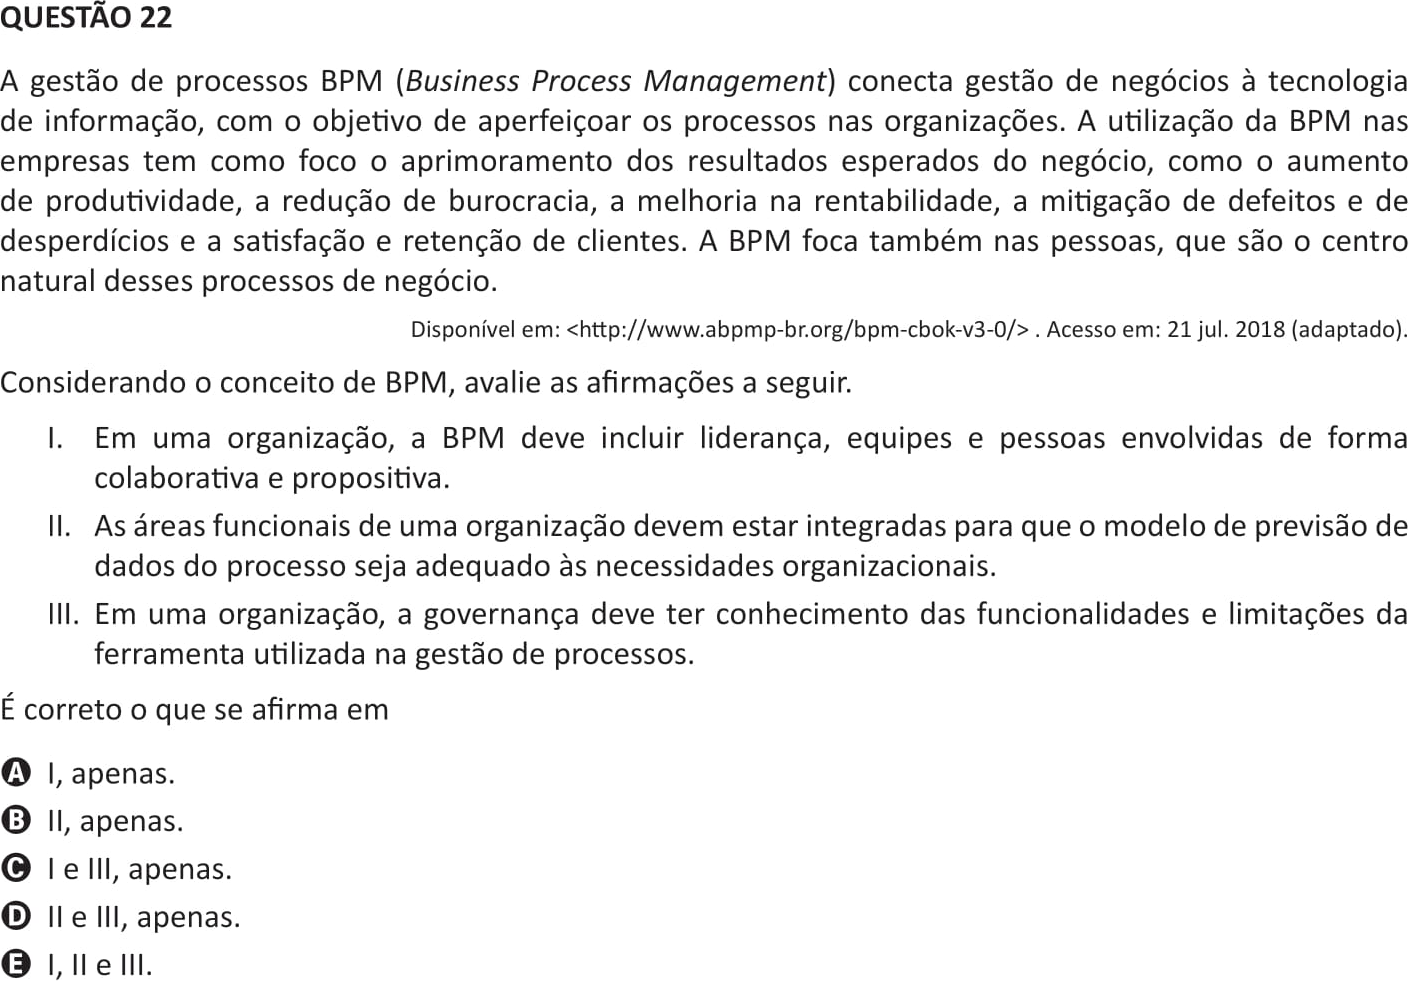 QUESTÃO 22
A gestão de processos BPM (Business Process Management) conecta gestão de negócios à tecnologia
de informação, com o objetivo de aperfeiçoar os processos nas organizações. A utilização da BPM nas
empresas tem como foco o aprimoramento dos resultados esperados do negócio, como o aumento
de produtividade, a redução de burocracia, a melhoria na rentabilidade, a mitigação de defeitos e de
desperdícios e a satisfação e retenção de clientes. A BPM foca também nas pessoas, que são o centro
natural desses processos de negócio.
Disponível em: <http://www.abpmp-br.org/bpm-cbok-v3-0/> . Acesso em: 21 jul. 2018 (adaptado).
Considerando o conceito de BPM, avalie as afirmações a seguir.
I. Em uma organização, a BPM deve incluir liderança, equipes e pessoas envolvidas de forma
colaborativa e propositiva.
II. As áreas funcionais de uma organização devem estar integradas para que o modelo de previsão de
dados do processo seja adequado às necessidades organizacionais.
III. Em uma organização, a governança deve ter conhecimento das funcionalidades e limitações da
ferramenta utilizada na gestão de processos.
É correto o que se afirma em
A I, apenas.
B II, apenas.
C I e III, apenas.
D II e III, apenas.
E I, II e III.